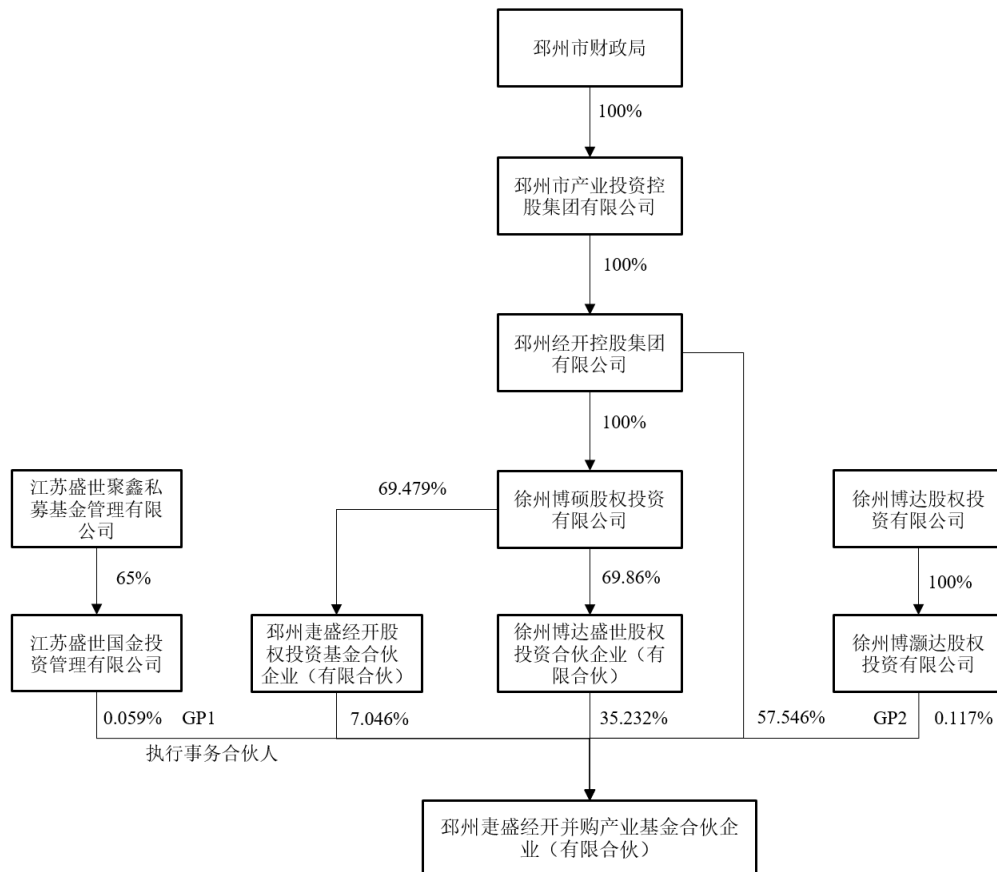 邳州市财政局
100%
邳州市产业投资控
股集团有限公司
100%
邳州经开控股集团
有限公司
100%
江苏盛世聚鑫私
募基金管理有限
公司
69.479%
徐州博硕股权投资
有限公司
徐州博达股权投
资有限公司
65%
69.86%
100%
江苏盛世国金投
资管理有限公司
邳州疌盛经开股
权投资基金合伙
企业（有限合伙）
徐州博达盛世股权
投资合伙企业（有
限合伙）
徐州博灏达股权
投资有限公司
0.059% GP1
7.046%
35.232%
57.546%
GP2 0.117%
执行事务合伙人
邳州疌盛经开并购产业基金合伙企
业（有限合伙）